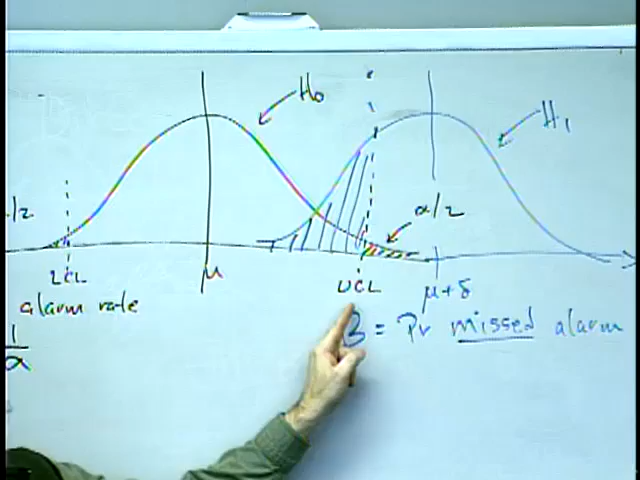 H₀
H₁
α/2
α/2
LCL
μ
UCL
μ+δ
alarm rate
β = Pr missed alarm
1/α